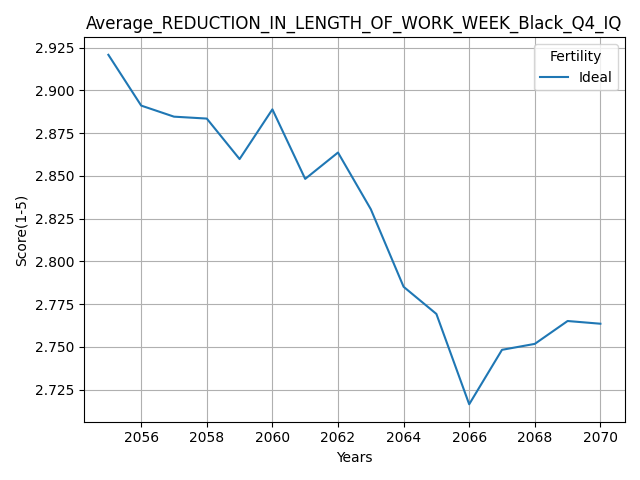 Average_REDUCTION_IN_LENGTH_OF_WORK_WEEK_Black_Q4_IQ
Fertility
Ideal
Score(1-5)
2.925
2.900
2.875
2.850
2.825
2.800
2.775
2.750
2.725
2056 2058 2060 2062 2064 2066 2068 2070
Years